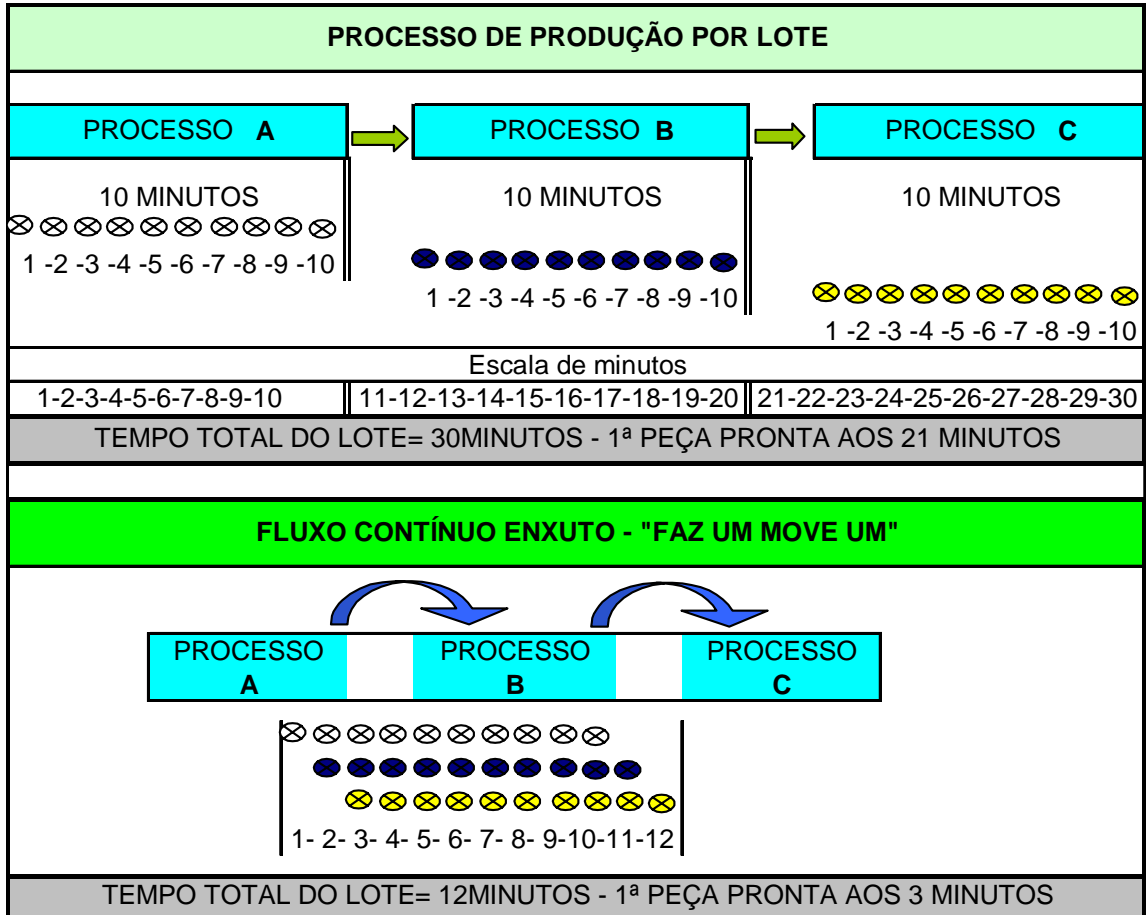 PROCESSO DE PRODUÇÃO POR LOTE
PROCESSO A
PROCESSO B
PROCESSO C
10 MINUTOS
10 MINUTOS
10 MINUTOS
1 -2 -3 -4 -5 -6 -7 -8 -9 -10
1 -2 -3 -4 -5 -6 -7 -8 -9 -10
1 -2 -3 -4 -5 -6 -7 -8 -9 -10
Escala de minutos
1-2-3-4-5-6-7-8-9-10
11-12-13-14-15-16-17-18-19-20
21-22-23-24-25-26-27-28-29-30
TEMPO TOTAL DO LOTE= 30MINUTOS - 1ª PEÇA PRONTA AOS 21 MINUTOS
FLUXO CONTÍNUO ENXUTO - "FAZ UM MOVE UM"
PROCESSO
A
PROCESSO
B
PROCESSO
C
1- 2- 3- 4- 5- 6- 7- 8- 9-10-11-12
TEMPO TOTAL DO LOTE= 12MINUTOS - 1ª PEÇA PRONTA AOS 3 MINUTOS